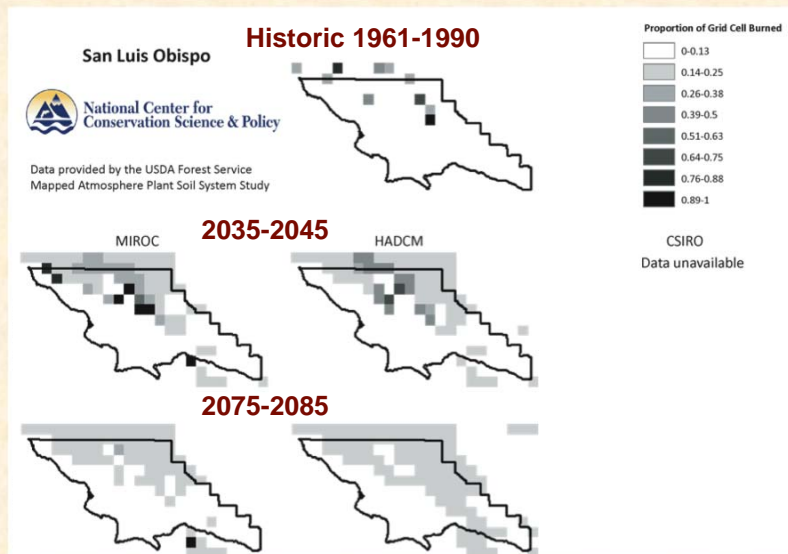 Historic 1961-1990
San Luis Obispo
National Center for
Conservation Science & Policy
Data provided by the USDA Forest Service
Mapped Atmosphere Plant Soil System Study
Proportion of Grid Cell Burned
0-0.13
0.14-0.25
0.26-0.38
0.39-0.5
0.51-0.63
0.64-0.75
0.76-0.88
0.89-1
2035-2045
MIROC
HADCM
CSIRO
Data unavailable
2075-2085